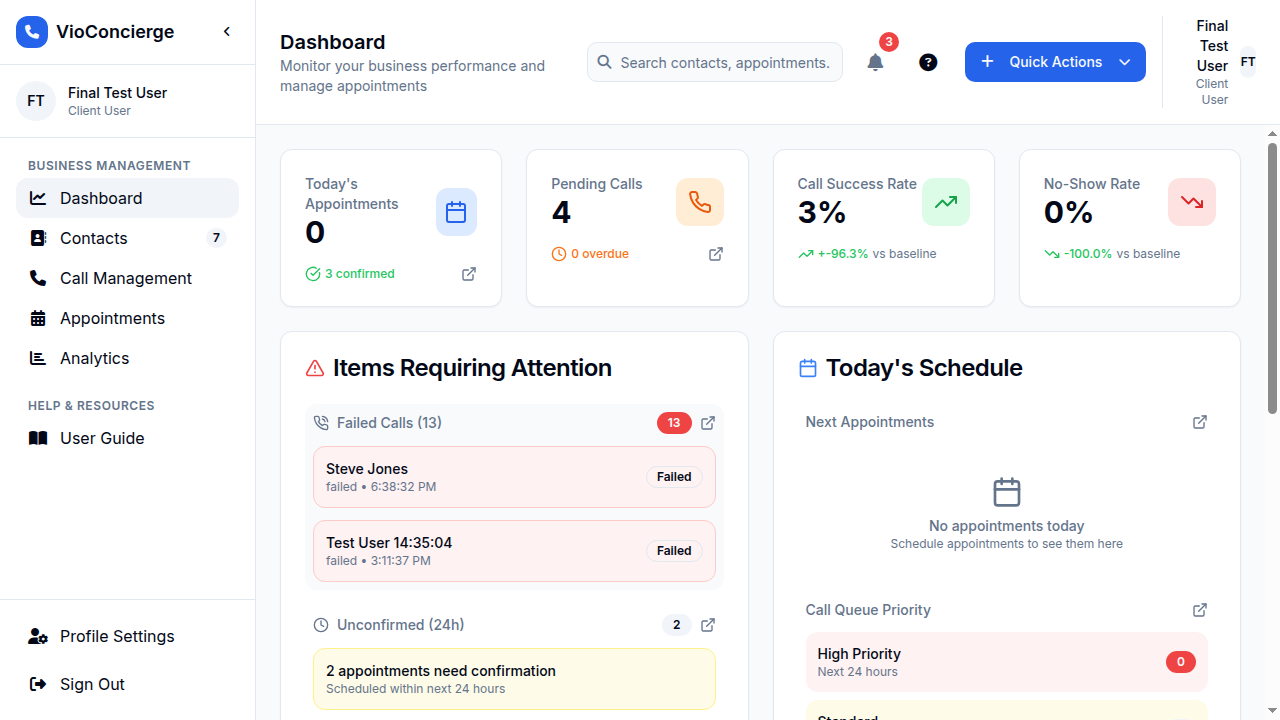 VioConcierge
FT
Final Test User
Client User
BUSINESS MANAGEMENT
Dashboard
Contacts
7
Call Management
Appointments
Analytics
HELP & RESOURCES
User Guide
Profile Settings
Sign Out
Dashboard
Monitor your business performance and
manage appointments
Search contacts, appointments.
3
Quick Actions
Final
Test
User
Client
User
FT
Today's
Appointments
0
3 confirmed
Pending Calls
4
0 overdue
Call Success Rate
3%
+-96.3% vs baseline
No-Show Rate
0%
-100.0% vs baseline
Items Requiring Attention
Failed Calls (13)
13
Steve Jones
failed • 6:38:32 PM
Failed
Test User 14:35:04
failed • 3:11:37 PM
Failed
Unconfirmed (24h)
2
2 appointments need confirmation
Scheduled within next 24 hours
Today's Schedule
Next Appointments
No appointments today
Schedule appointments to see them here
Call Queue Priority
High Priority
Next 24 hours
0
Standard